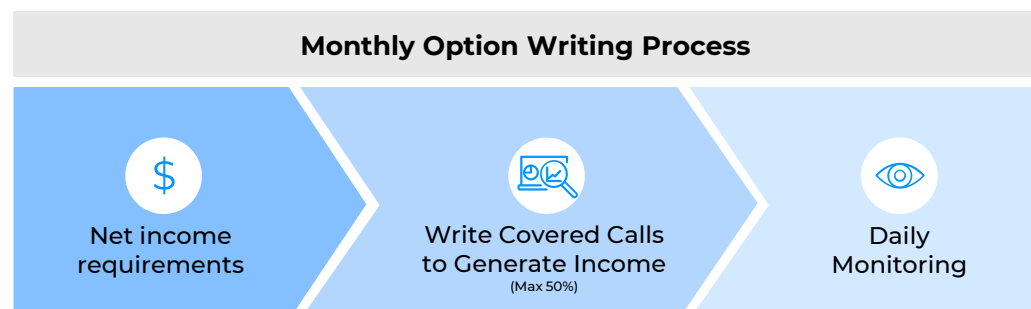 Monthly Option Writing Process
$
Net income
requirements
Write Covered Calls
to Generate Income
(Max 50%)
Daily
Monitoring